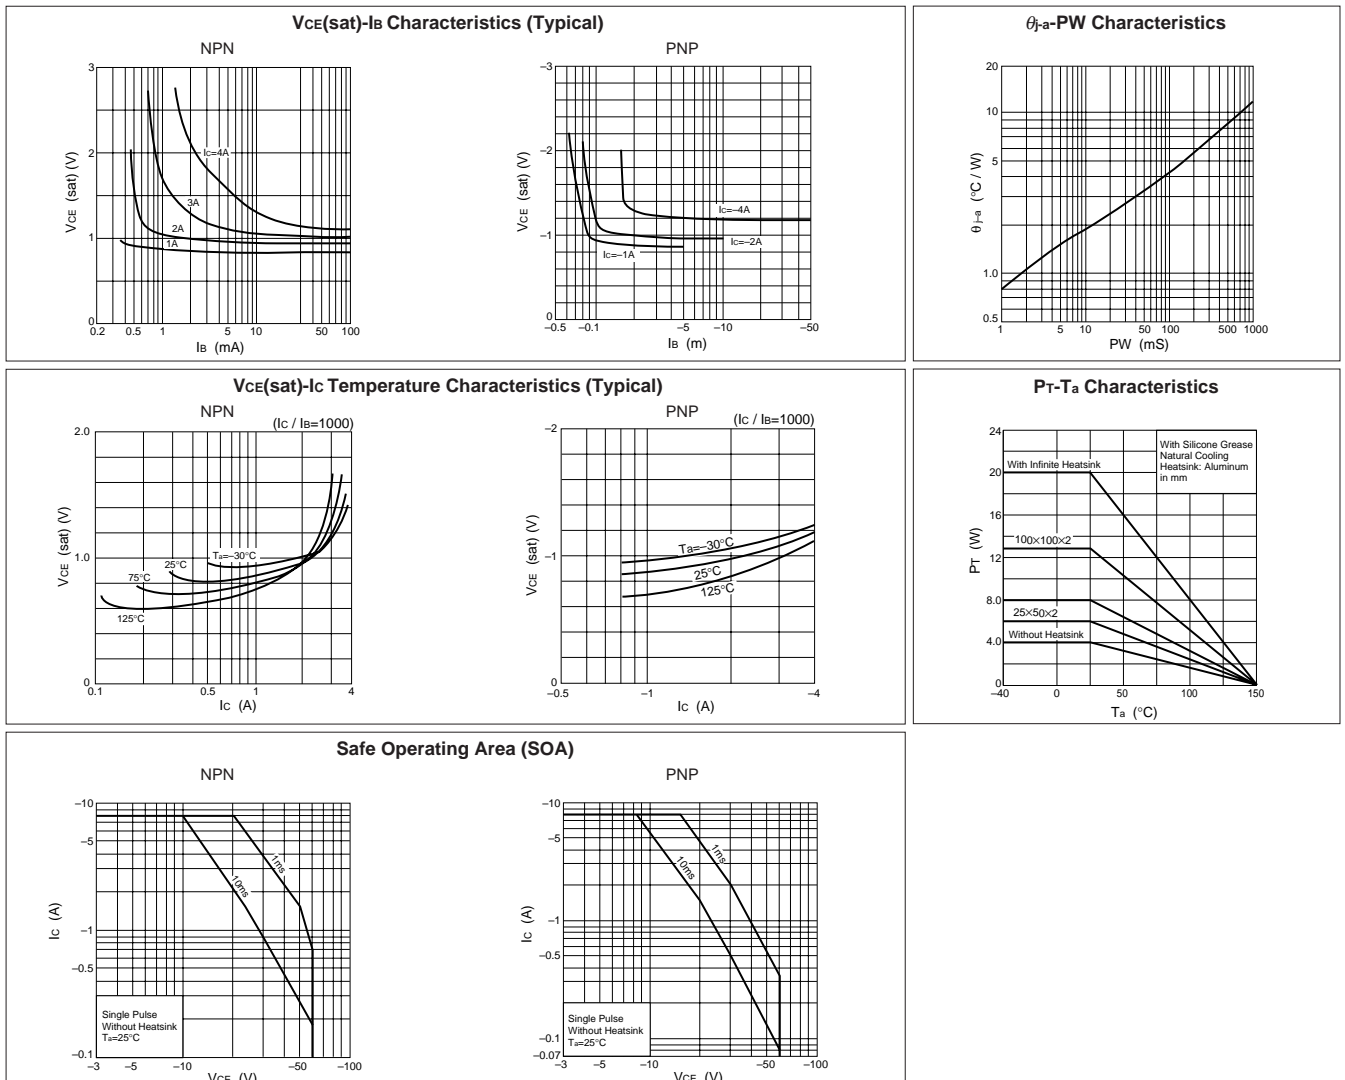 VCE(sat)-IB Characteristics (Typical)
NPN
3
2
1
0
0.2 0.5 1 5 10 50 100
VCE (sat) (V)
IB (mA)
IC=4A
3A
2A
1A
PNP
–3
–2
–1
0
–0.5 –0.1 –5 –10 –50
VCE (sat) (V)
IB (m)
IC=–4A
IC=–2A
IC=–1A
θj-a-PW Characteristics
20
10
5
1.0
0.5
1 5 10 50 100 500 1000
θj-a (°C / W)
PW (mS)
VCE(sat)-IC Temperature Characteristics (Typical)
NPN
(IC / IB=1000)
2.0
1.0
0
0.1 0.5 1 4
VCE (sat) (V)
IC (A)
Ta=–30°C
25°C
75°C
125°C
PNP
(IC / IB=1000)
–2
–1
0
–0.5 –1 –4
VCE (sat) (V)
IC (A)
Ta=–30°C
25°C
125°C
PT-Ta Characteristics
24
20
16
12
8.0
4.0
0
–40 0 50 100 150
PT (W)
Ta (°C)
With Silicone Grease
Natural Cooling
Heatsink: Aluminum
in mm
With Infinite Heatsink
100×100×2
25×50×2
Without Heatsink
Safe Operating Area (SOA)
NPN
–10
–5
–1
–0.5
–0.1
–3 –5 –10 –50 –100
IC (A)
VCE (V)
1ms
10ms
Single Pulse
Without Heatsink
Ta=25°C
PNP
–10
–5
–1
–0.5
–0.1
–0.07
–3 –5 –10 –50 –100
IC (A)
VCE (V)
1ms
10ms
Single Pulse
Without Heatsink
Ta=25°C